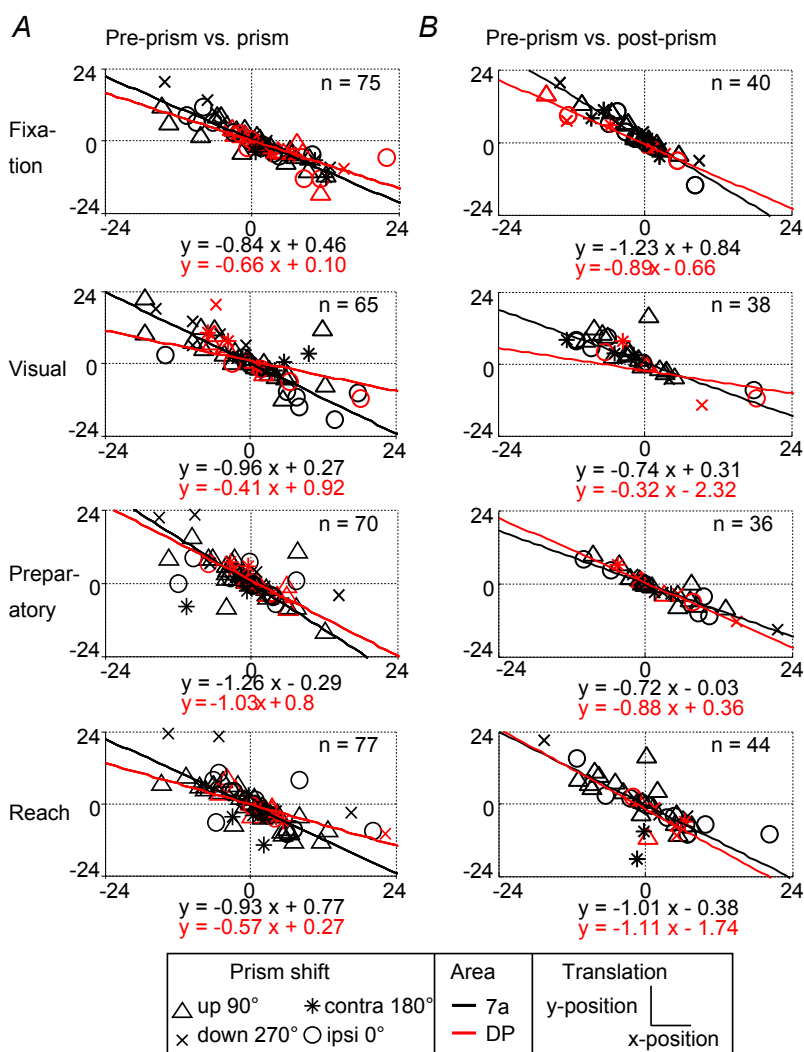 A
Pre-prism vs. prism
B
Pre-prism vs. post-prism
Fixa-
tion
24
0
-24
-24
0
24
n = 75
y = -0.84 x + 0.46
y = -0.66 x + 0.10
24
0
-24
-24
0
24
n = 40
y = -1.23 x + 0.84
y = -0.89x - 0.66
Visual
24
0
-24
-24
0
24
n = 65
y = -0.96 x + 0.27
y = -0.41 x + 0.92
24
0
-24
-24
0
24
n = 38
y = -0.74 x + 0.31
y = -0.32 x - 2.32
Prepar-
atory
24
0
-24
-24
0
24
n = 70
y = -1.26 x - 0.29
y = -1.03x + 0.8
24
0
-24
-24
0
24
n = 36
y = -0.72 x - 0.03
y = -0.88 x + 0.36
Reach
24
0
-24
-24
0
24
n = 77
y = -0.93 x + 0.77
y = -0.57 x + 0.27
24
0
-24
-24
0
24
n = 44
y = -1.01 x - 0.38
y = -1.11 x - 1.74
Prism shift
up 90° contra 180°
down 270° ipsi 0°
Area
7a
DP
Translation
y-position
x-position